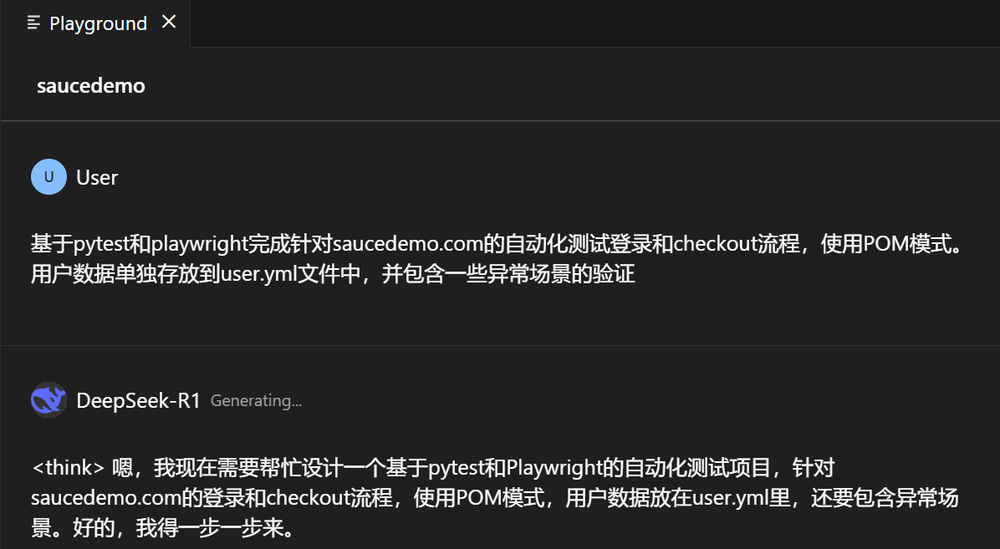 Playground
saucedemo
U User
基于pytest和playwright完成针对saucedemo.com的自动化测试登录和checkout流程，使用POM模式。
用户数据单独存放到user.yml文件中，并包含一些异常场景的验证
DeepSeek-R1 Generating...
<think> 嗯，我现在需要帮忙设计一个基于pytest和Playwright的自动化测试项目，针对
saucedemo.com的登录和checkout流程，使用POM模式，用户数据放在user.yml里，还要包含异常场
景。好的，我得一步一步来。